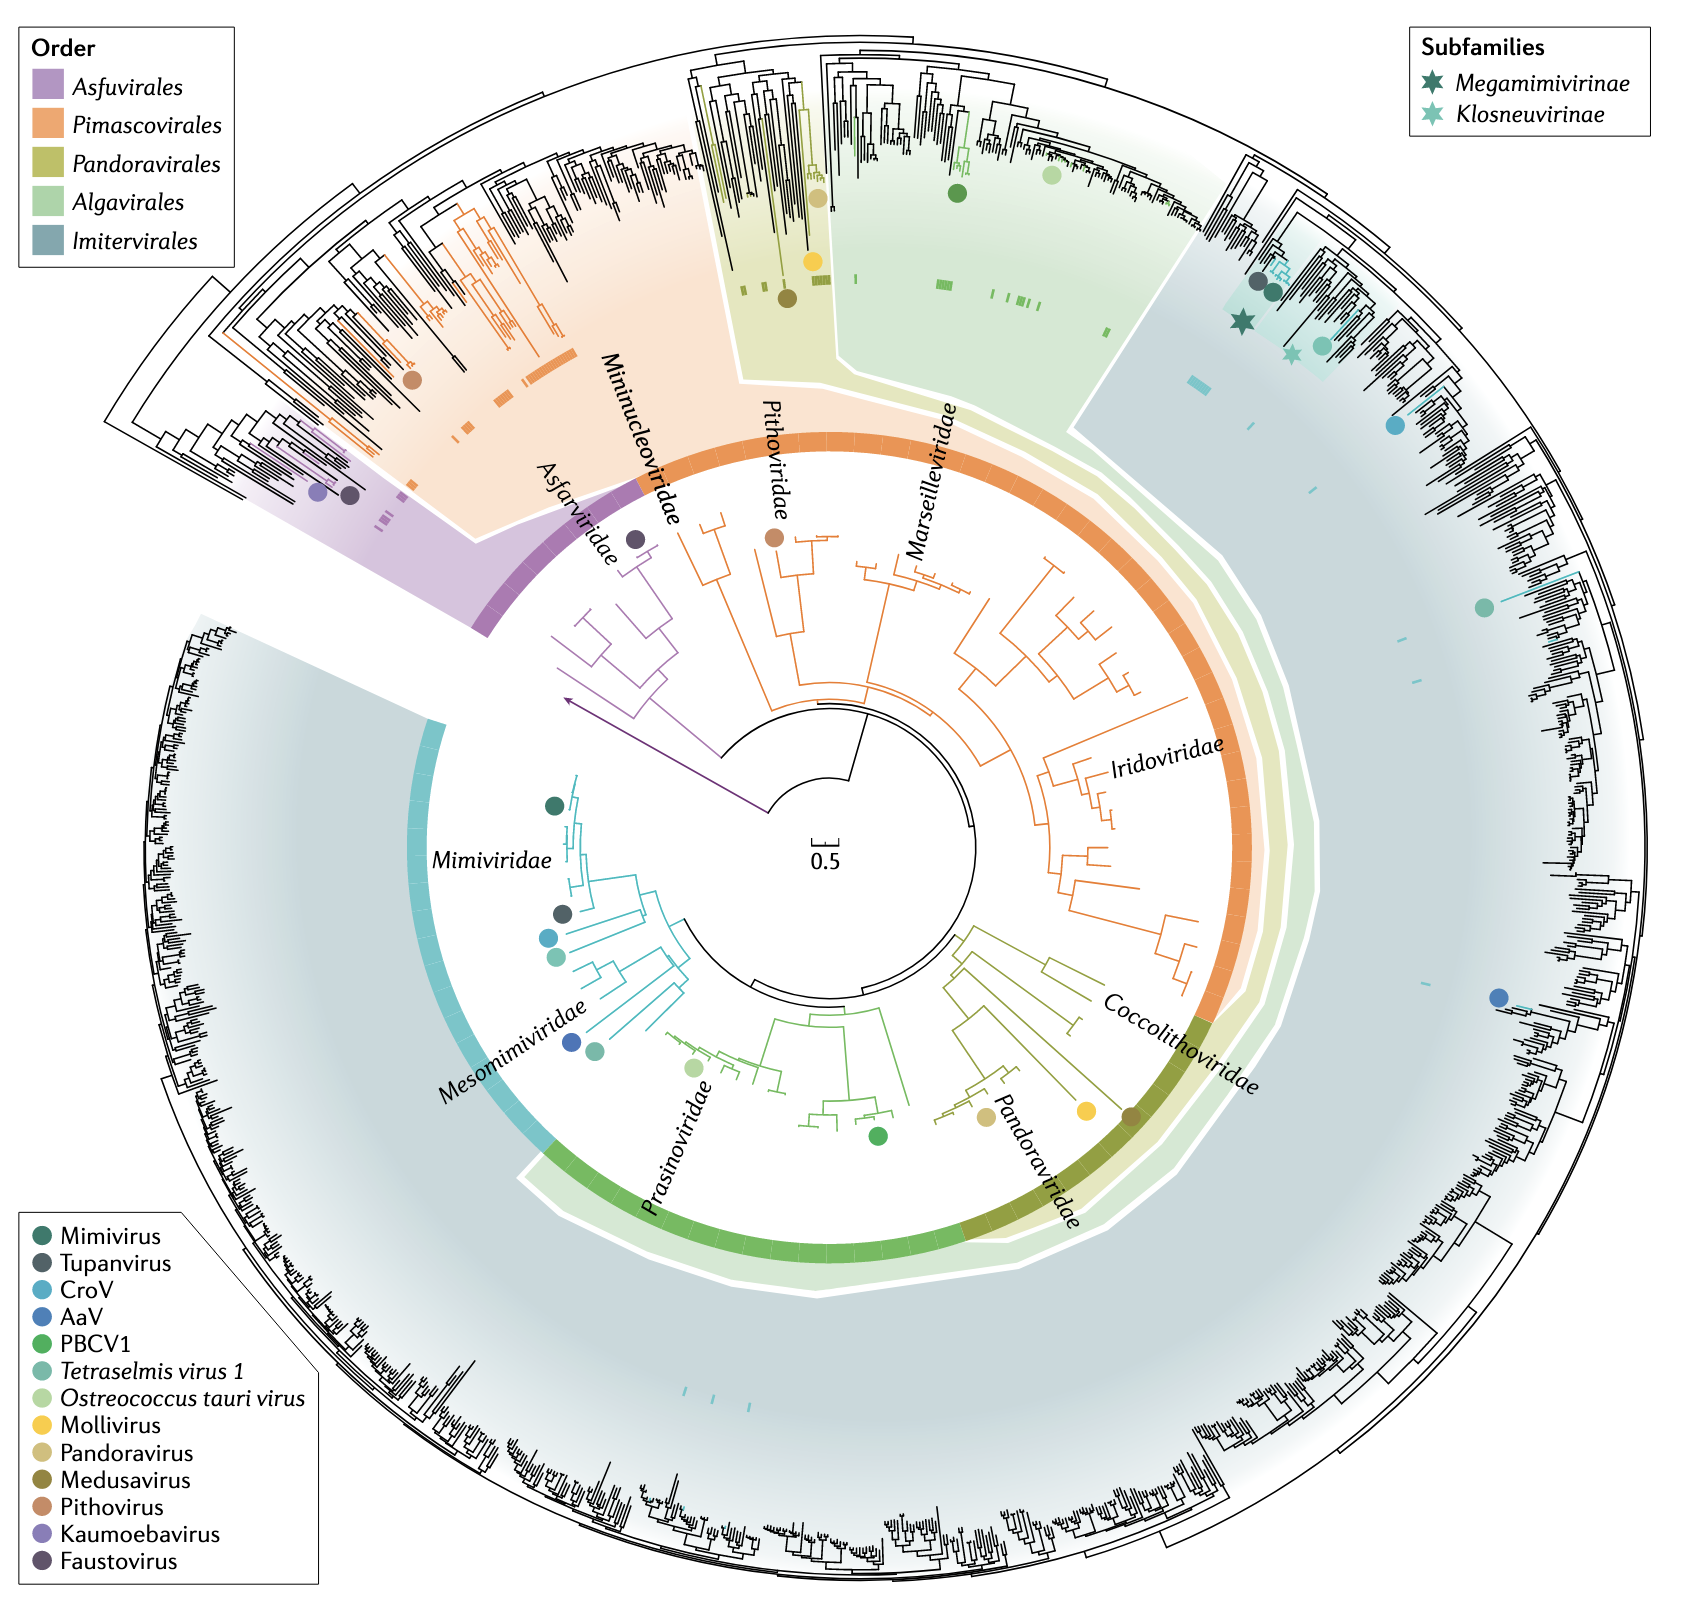 Order
Asfuvirales
Pimascovirales
Pandoravirales
Algavirales
Imitervirales
Subfamilies
Megamimivirinae
Klosneuvirinae
Mininucleoviridae
Pithoviridae
Marseilleviridae
Asfarviridae
Iridoviridae
0.5
Mimiviridae
Coccolithoviridae
Mesomimiviridae
Pandoraviridae
Prasinoviridae
Mimivirus
Tupanvirus
CroV
AaV
PBCV1
Tetraselmis virus 1
Ostreococcus tauri virus
Mollivirus
Pandoravirus
Medusavirus
Pithovirus
Kaumoebavirus
Faustovirus